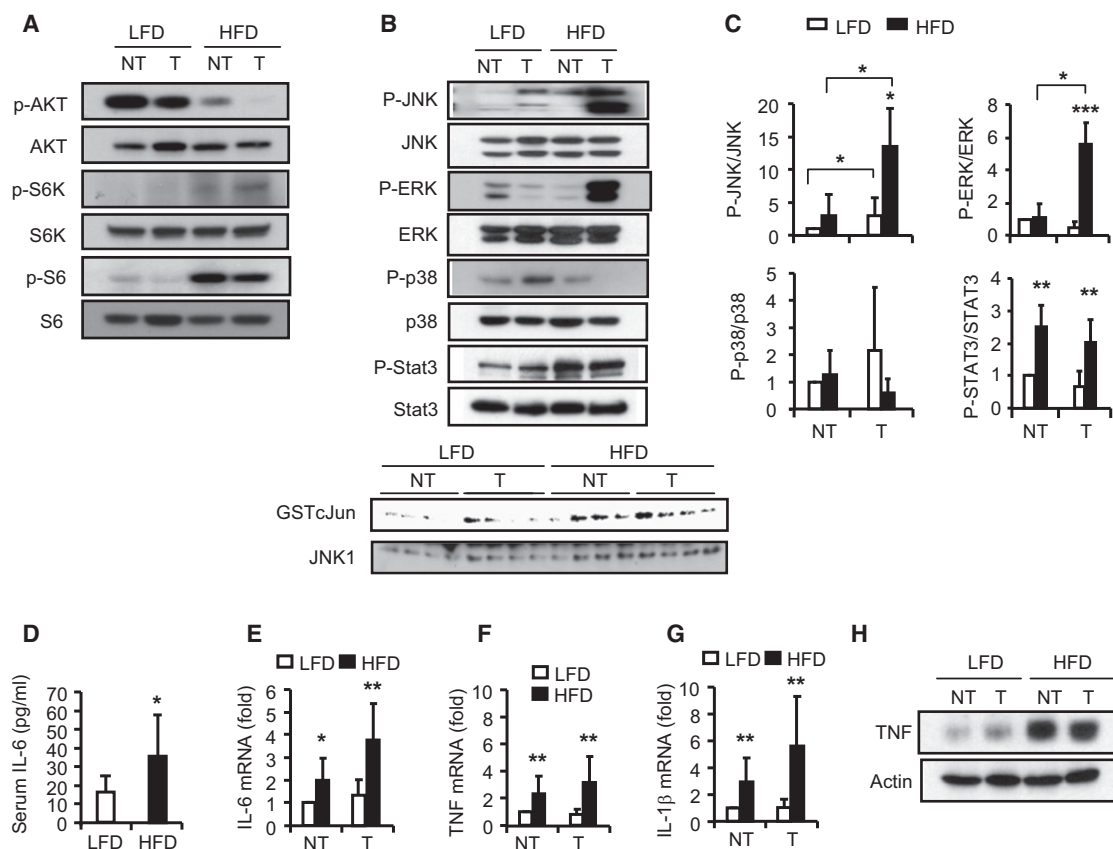 A
LFD HFD
NT T NT T
p-AKT
AKT
p-S6K
S6K
p-S6
S6
B
LFD HFD
NT T NT T
P-JNK
JNK
P-ERK
ERK
P-p38
p38
P-Stat3
Stat3
LFD HFD
NT T NT T
GSTcJun
JNK1
C
LFD HFD
P-JNK/JNK
20
15
10
5
0
* * *
P-ERK/ERK
8
6
4
2
0
* ***
P-p38/p38
5
4
3
2
1
0
NT T
P-STAT3/STAT3
4
3
2
1
0
** **
NT T
D
Serum IL-6 (pg/ml)
70
60
50
40
30
20
10
0
*
LFD HFD
E
LFD HFD
IL-6 mRNA (fold)
6
5
4
3
2
1
0
* **
NT T
F
LFD
HFD
TNF mRNA (fold)
10
8
6
4
2
0
** **
NT T
G
LFD HFD
IL-1β mRNA (fold)
10
8
6
4
2
0
** **
NT T
H
LFD HFD
NT T NT T
TNF
Actin